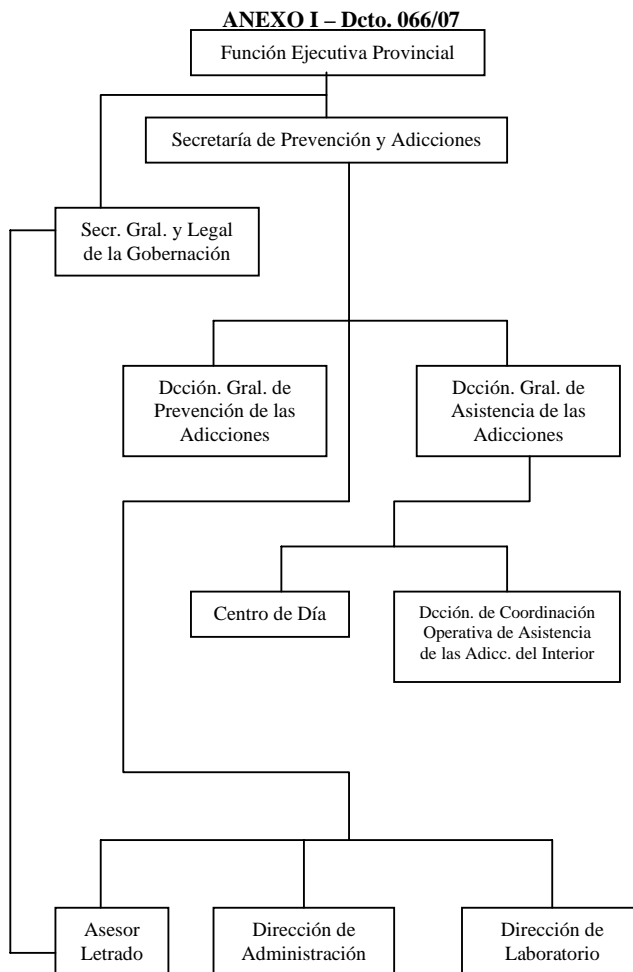 ANEXO I – Dcto. 066/07
Función Ejecutiva Provincial
Secretaría de Prevención y Adicciones
Secr. Gral. y Legal
de la Gobernación
Dcción. Gral. de
Prevención de las
Adicciones
Dcción. Gral. de
Asistencia de las
Adicciones
Centro de Día
Dcción. de Coordinación
Operativa de Asistencia
de las Adicc. del Interior
Asesor
Letrado
Dirección de
Administración
Dirección de
Laboratorio